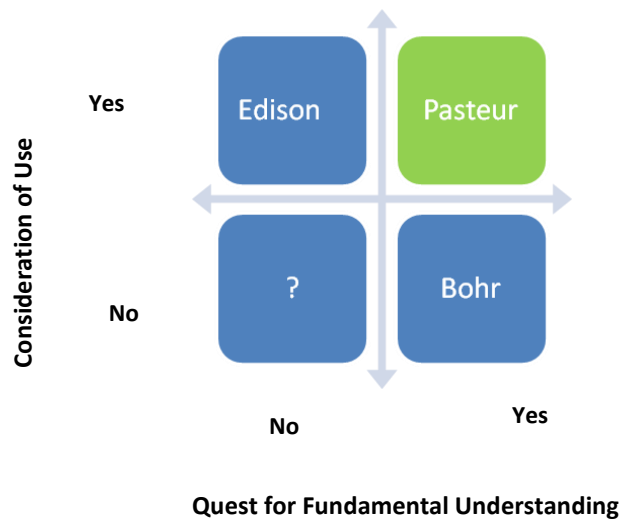 Yes
Edison
Pasteur
Consideration of Use
No
?
Bohr
No
Yes
Quest for Fundamental Understanding